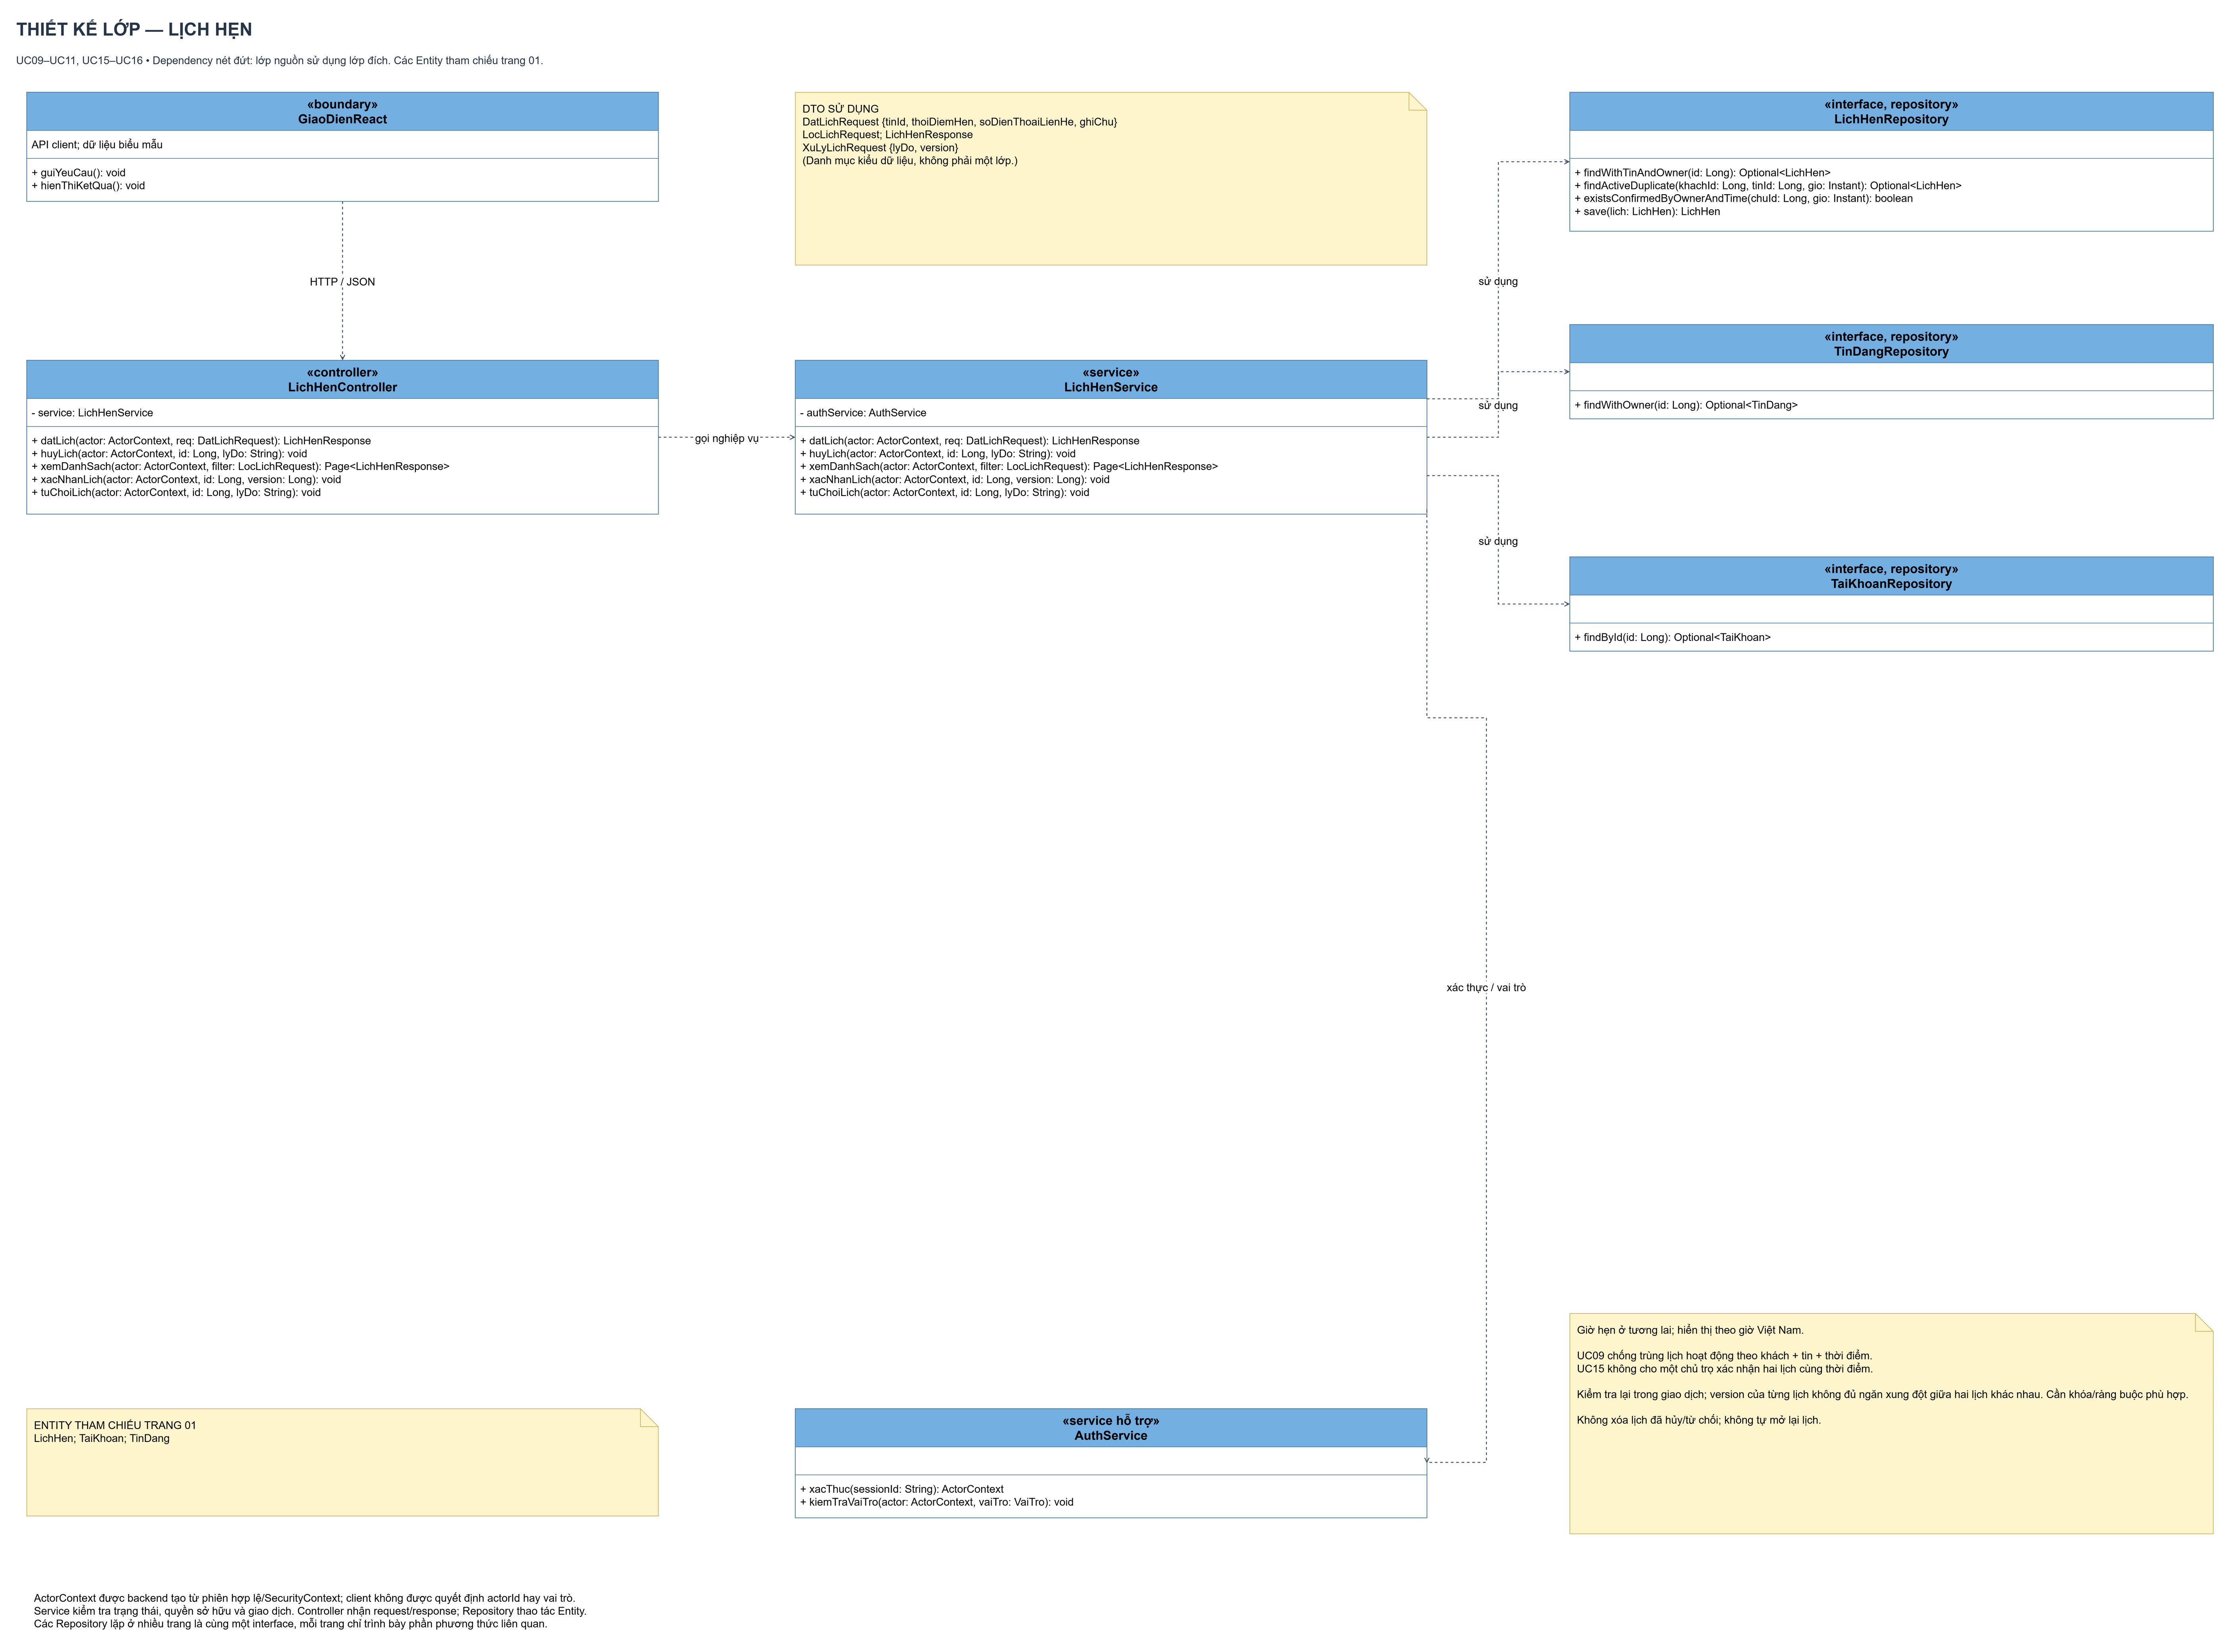 THIẾT KẾ LỚP — LỊCH HẸN
UC09–UC11, UC15–UC16 • Dependency nét đứt: lớp nguồn sử dụng lớp đích. Các Entity tham chiếu trang 01.
«boundary»
GiaoDienReact
API client; dữ liệu biểu mẫu
+ guiYeuCau(): void
+ hienThiKetQua(): void
DTO SỬ DỤNG
DatLichRequest {tinId, thoiDiemHen, soDienThoaiLienHe, ghiChu}
LocLichRequest; LichHenResponse
XuLyLichRequest {lyDo, version}
(Danh mục kiểu dữ liệu, không phải một lớp.)
«interface, repository»
LichHenRepository
+ findWithTinAndOwner(id: Long): Optional<LichHen>
+ findActiveDuplicate(khachId: Long, tinId: Long, gio: Instant): Optional<LichHen>
+ existsConfirmedByOwnerAndTime(chuId: Long, gio: Instant): boolean
+ save(lich: LichHen): LichHen
HTTP / JSON
sử dụng
«interface, repository»
TinDangRepository
+ findWithOwner(id: Long): Optional<TinDang>
«controller»
LichHenController
- service: LichHenService
+ datLich(actor: ActorContext, req: DatLichRequest): LichHenResponse
+ huyLich(actor: ActorContext, id: Long, lyDo: String): void
+ xemDanhSach(actor: ActorContext, filter: LocLichRequest): Page<LichHenResponse>
+ xacNhanLich(actor: ActorContext, id: Long, version: Long): void
+ tuChoiLich(actor: ActorContext, id: Long, lyDo: String): void
gọi nghiệp vụ
«service»
LichHenService
- authService: AuthService
+ datLich(actor: ActorContext, req: DatLichRequest): LichHenResponse
+ huyLich(actor: ActorContext, id: Long, lyDo: String): void
+ xemDanhSach(actor: ActorContext, filter: LocLichRequest): Page<LichHenResponse>
+ xacNhanLich(actor: ActorContext, id: Long, version: Long): void
+ tuChoiLich(actor: ActorContext, id: Long, lyDo: String): void
sử dụng
sử dụng
«interface, repository»
TaiKhoanRepository
+ findById(id: Long): Optional<TaiKhoan>
xác thực / vai trò
Giờ hẹn ở tương lai; hiển thị theo giờ Việt Nam.
UC09 chống trùng lịch hoạt động theo khách + tin + thời điểm.
UC15 không cho một chủ trọ xác nhận hai lịch cùng thời điểm.
Kiểm tra lại trong giao dịch; version của từng lịch không đủ ngăn xung đột giữa hai lịch khác nhau. Cần khóa/ràng buộc phù hợp.
Không xóa lịch đã hủy/từ chối; không tự mở lại lịch.
ENTITY THAM CHIẾU TRANG 01
LichHen; TaiKhoan; TinDang
«service hỗ trợ»
AuthService
+ xacThuc(sessionId: String): ActorContext
+ kiemTraVaiTro(actor: ActorContext, vaiTro: VaiTro): void
ActorContext được backend tạo từ phiên hợp lệ/SecurityContext; client không được quyết định actorId hay vai trò.
Service kiểm tra trạng thái, quyền sở hữu và giao dịch. Controller nhận request/response; Repository thao tác Entity.
Các Repository lặp ở nhiều trang là cùng một interface, mỗi trang chỉ trình bày phần phương thức liên quan.